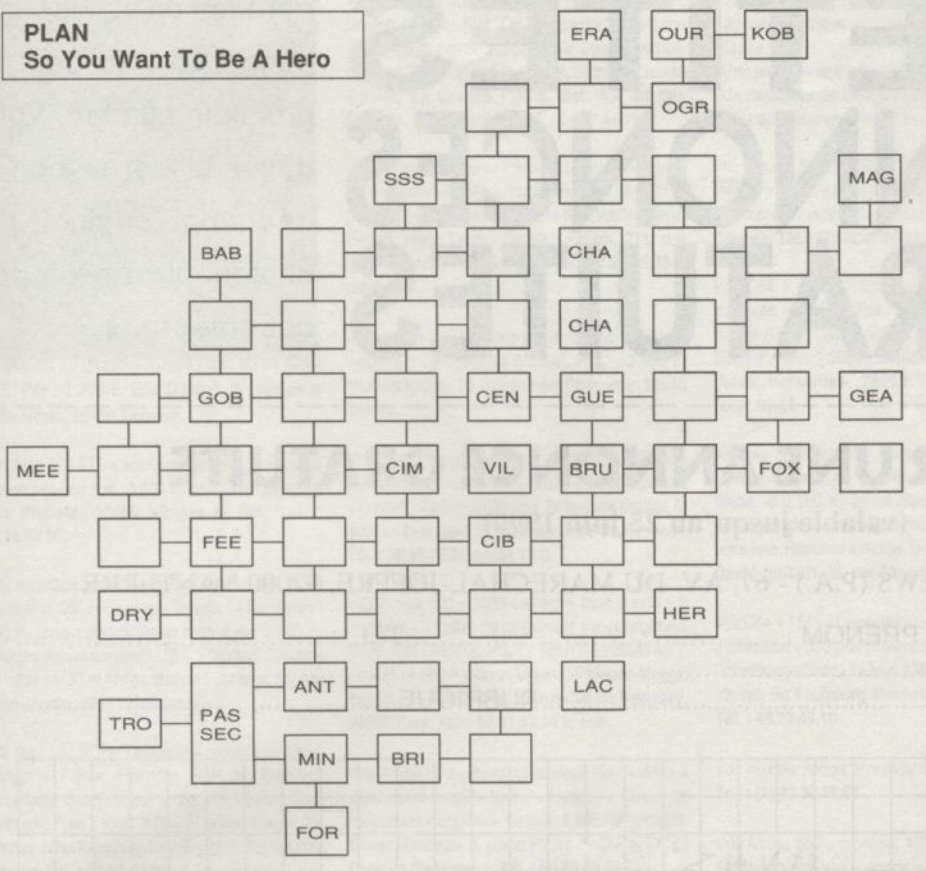 PLAN
So You Want To Be A Hero
ERA OUR KOB
OGR
SSS MAG
BAB CHA
CHA
GOB CEN GUE GEA
MEE CIM VIL BRU FOX
FEE CIB
DRY HER
ANT LAC
TRO PAS
SEC
MIN BRI
FOR